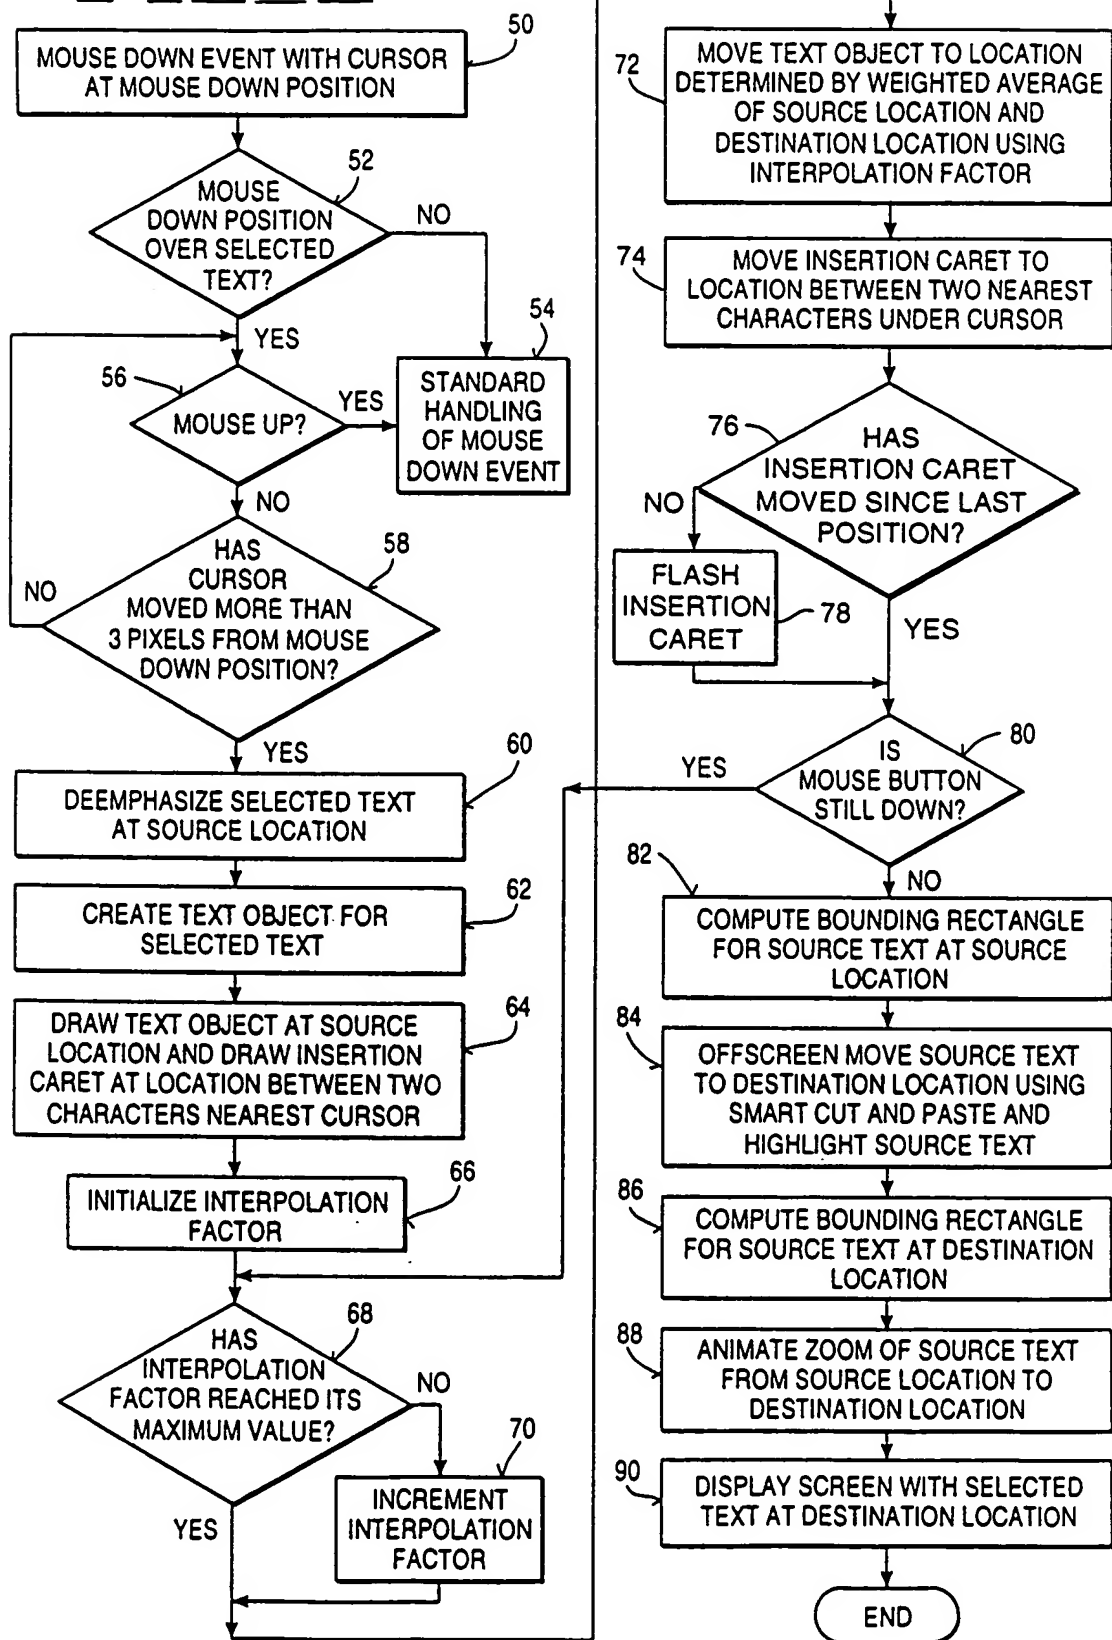 50
MOUSE DOWN EVENT WITH CURSOR
AT MOUSE DOWN POSITION
52
MOUSE
DOWN POSITION
OVER SELECTED
TEXT?
NO
YES
54
STANDARD
HANDLING
OF MOUSE
DOWN EVENT
56
MOUSE UP?
YES
NO
58
HAS
CURSOR
MOVED MORE THAN
3 PIXELS FROM MOUSE
DOWN POSITION?
NO
YES
60
DEEMPHASIZE SELECTED TEXT
AT SOURCE LOCATION
62
CREATE TEXT OBJECT FOR
SELECTED TEXT
64
DRAW TEXT OBJECT AT SOURCE
LOCATION AND DRAW INSERTION
CARET AT LOCATION BETWEEN TWO
CHARACTERS NEAREST CURSOR
66
INITIALIZE INTERPOLATION
FACTOR
68
HAS
INTERPOLATION
FACTOR REACHED ITS
MAXIMUM VALUE?
NO
YES
70
INCREMENT
INTERPOLATION
FACTOR
72
MOVE TEXT OBJECT TO LOCATION
DETERMINED BY WEIGHTED AVERAGE
OF SOURCE LOCATION AND
DESTINATION LOCATION USING
INTERPOLATION FACTOR
74
MOVE INSERTION CARET TO
LOCATION BETWEEN TWO NEAREST
CHARACTERS UNDER CURSOR
76
HAS
INSERTION CARET
MOVED SINCE LAST
POSITION?
NO
YES
FLASH
INSERTION
CARET
78
80
IS
MOUSE BUTTON
STILL DOWN?
YES
NO
82
COMPUTE BOUNDING RECTANGLE
FOR SOURCE TEXT AT SOURCE
LOCATION
84
OFFSCREEN MOVE SOURCE TEXT
TO DESTINATION LOCATION USING
SMART CUT AND PASTE AND
HIGHLIGHT SOURCE TEXT
86
COMPUTE BOUNDING RECTANGLE
FOR SOURCE TEXT AT DESTINATION
LOCATION
88
ANIMATE ZOOM OF SOURCE TEXT
FROM SOURCE LOCATION TO
DESTINATION LOCATION
90
DISPLAY SCREEN WITH SELECTED
TEXT AT DESTINATION LOCATION
END